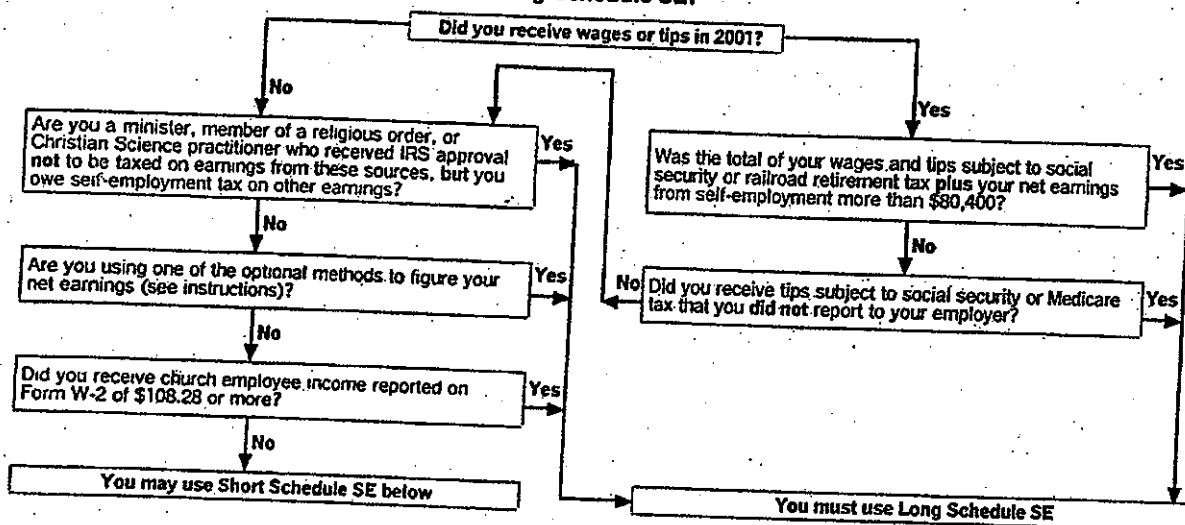 Did you receive wages or tips in 2001?
No
Yes
Are you a minister, member of a religious order, or
Christian Science practitioner who received IRS approval
not to be taxed on earnings from these sources, but you
owe self-employment tax on other earnings?
Yes
Was the total of your wages and tips subject to social
security or railroad retirement tax plus your net earnings
from self-employment more than $80,400?
Yes
No
No
Are you using one of the optional methods to figure your
net earnings (see instructions)?
Yes
No
Did you receive tips subject to social security or Medicare
tax that you did not report to your employer?
Yes
No
Did you receive church employee income reported on
Form W-2 of $108.28 or more?
Yes
No
You may use Short Schedule SE below
You must use Long Schedule SE